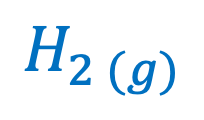 H₂ (g)